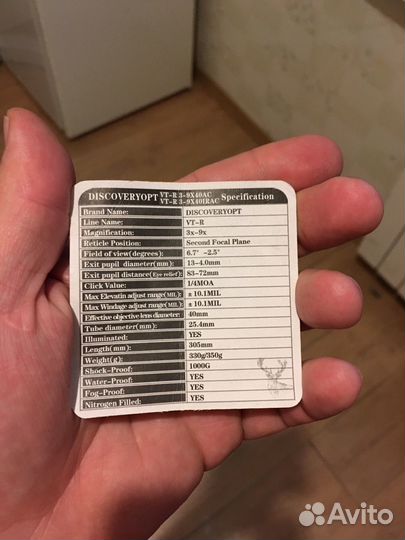 DISCOVERYOPT VT-R 3-9X40AC Specification
VT-R 3-9X40IRAC
Brand Name: DISCOVERYOPT
Line Name: VT-R
Magnification: 3x-9x
Reticle Position: Second Focal Plane
Field of view(degrees): 6.7° -2.5°
Exit pupil diameter(mm): 13-4.0mm
Exit pupil distance(Eye relief): 83-72mm
Click Value: 1/4MOA
Max Elevatin adjust range(MIL): ±10.1MIL
Max Windage adjust range(MIL): ±10.1MIL
Effective objective lens diameter: 40mm
Tube diametin(mm): 25.4mm
Illuminated: YES
Length(mm): 305mm
Weight(g): 330g/350g
Shock-Proof: 1000G
Water-Proof: YES
Fog-Proof: YES
Nitrogen Filled: YES
Avito